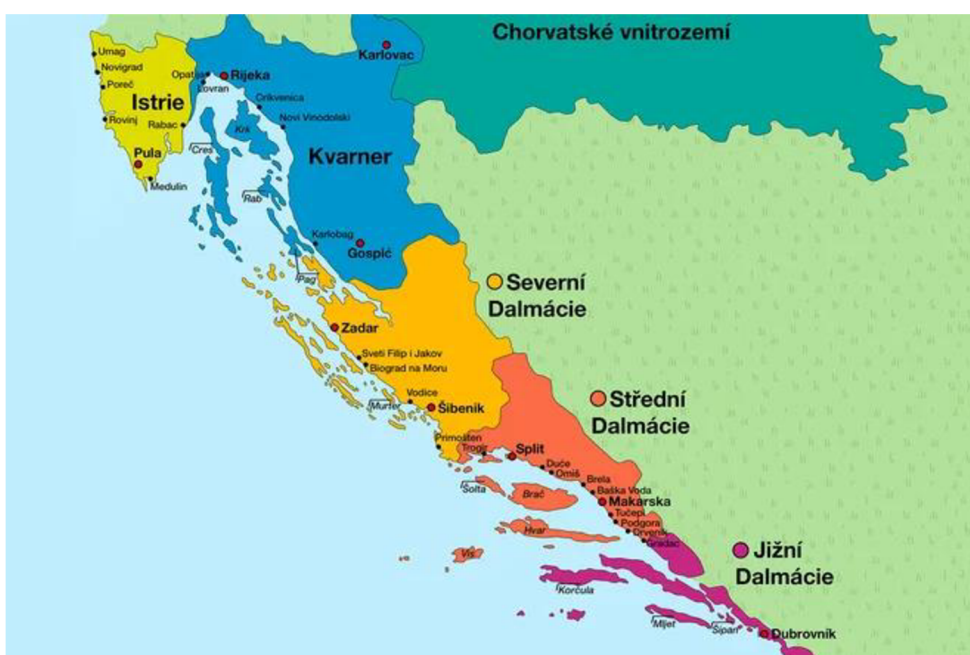 Chorvatské vnitrozemí
Karlovac
Umag
Novigrad
Poreč
Istrie
Rovinj
Rabac
Pula
Medulin
Opatija
Rijeka
Lovran
Crikvenica
Novi Vinodolski
Krk
Cres
Kvarner
Rab
Karlobag
Gospić
Pag
Severní
Dalmácie
Zadar
Sveti Filip i Jakov
Biograd na Moru
Vodice
Murter
Šibenik
Primošten
Střední
Dalmácie
Trogir
Split
Duće
Omiš
Brela
Baška Voda
Makarska
Tučepi
Podgora
Drvenik
Gradac
Šolta
Brač
Hvar
Vis
Jižní
Dalmácie
Korčula
Mljet
Šipan
Dubrovnik